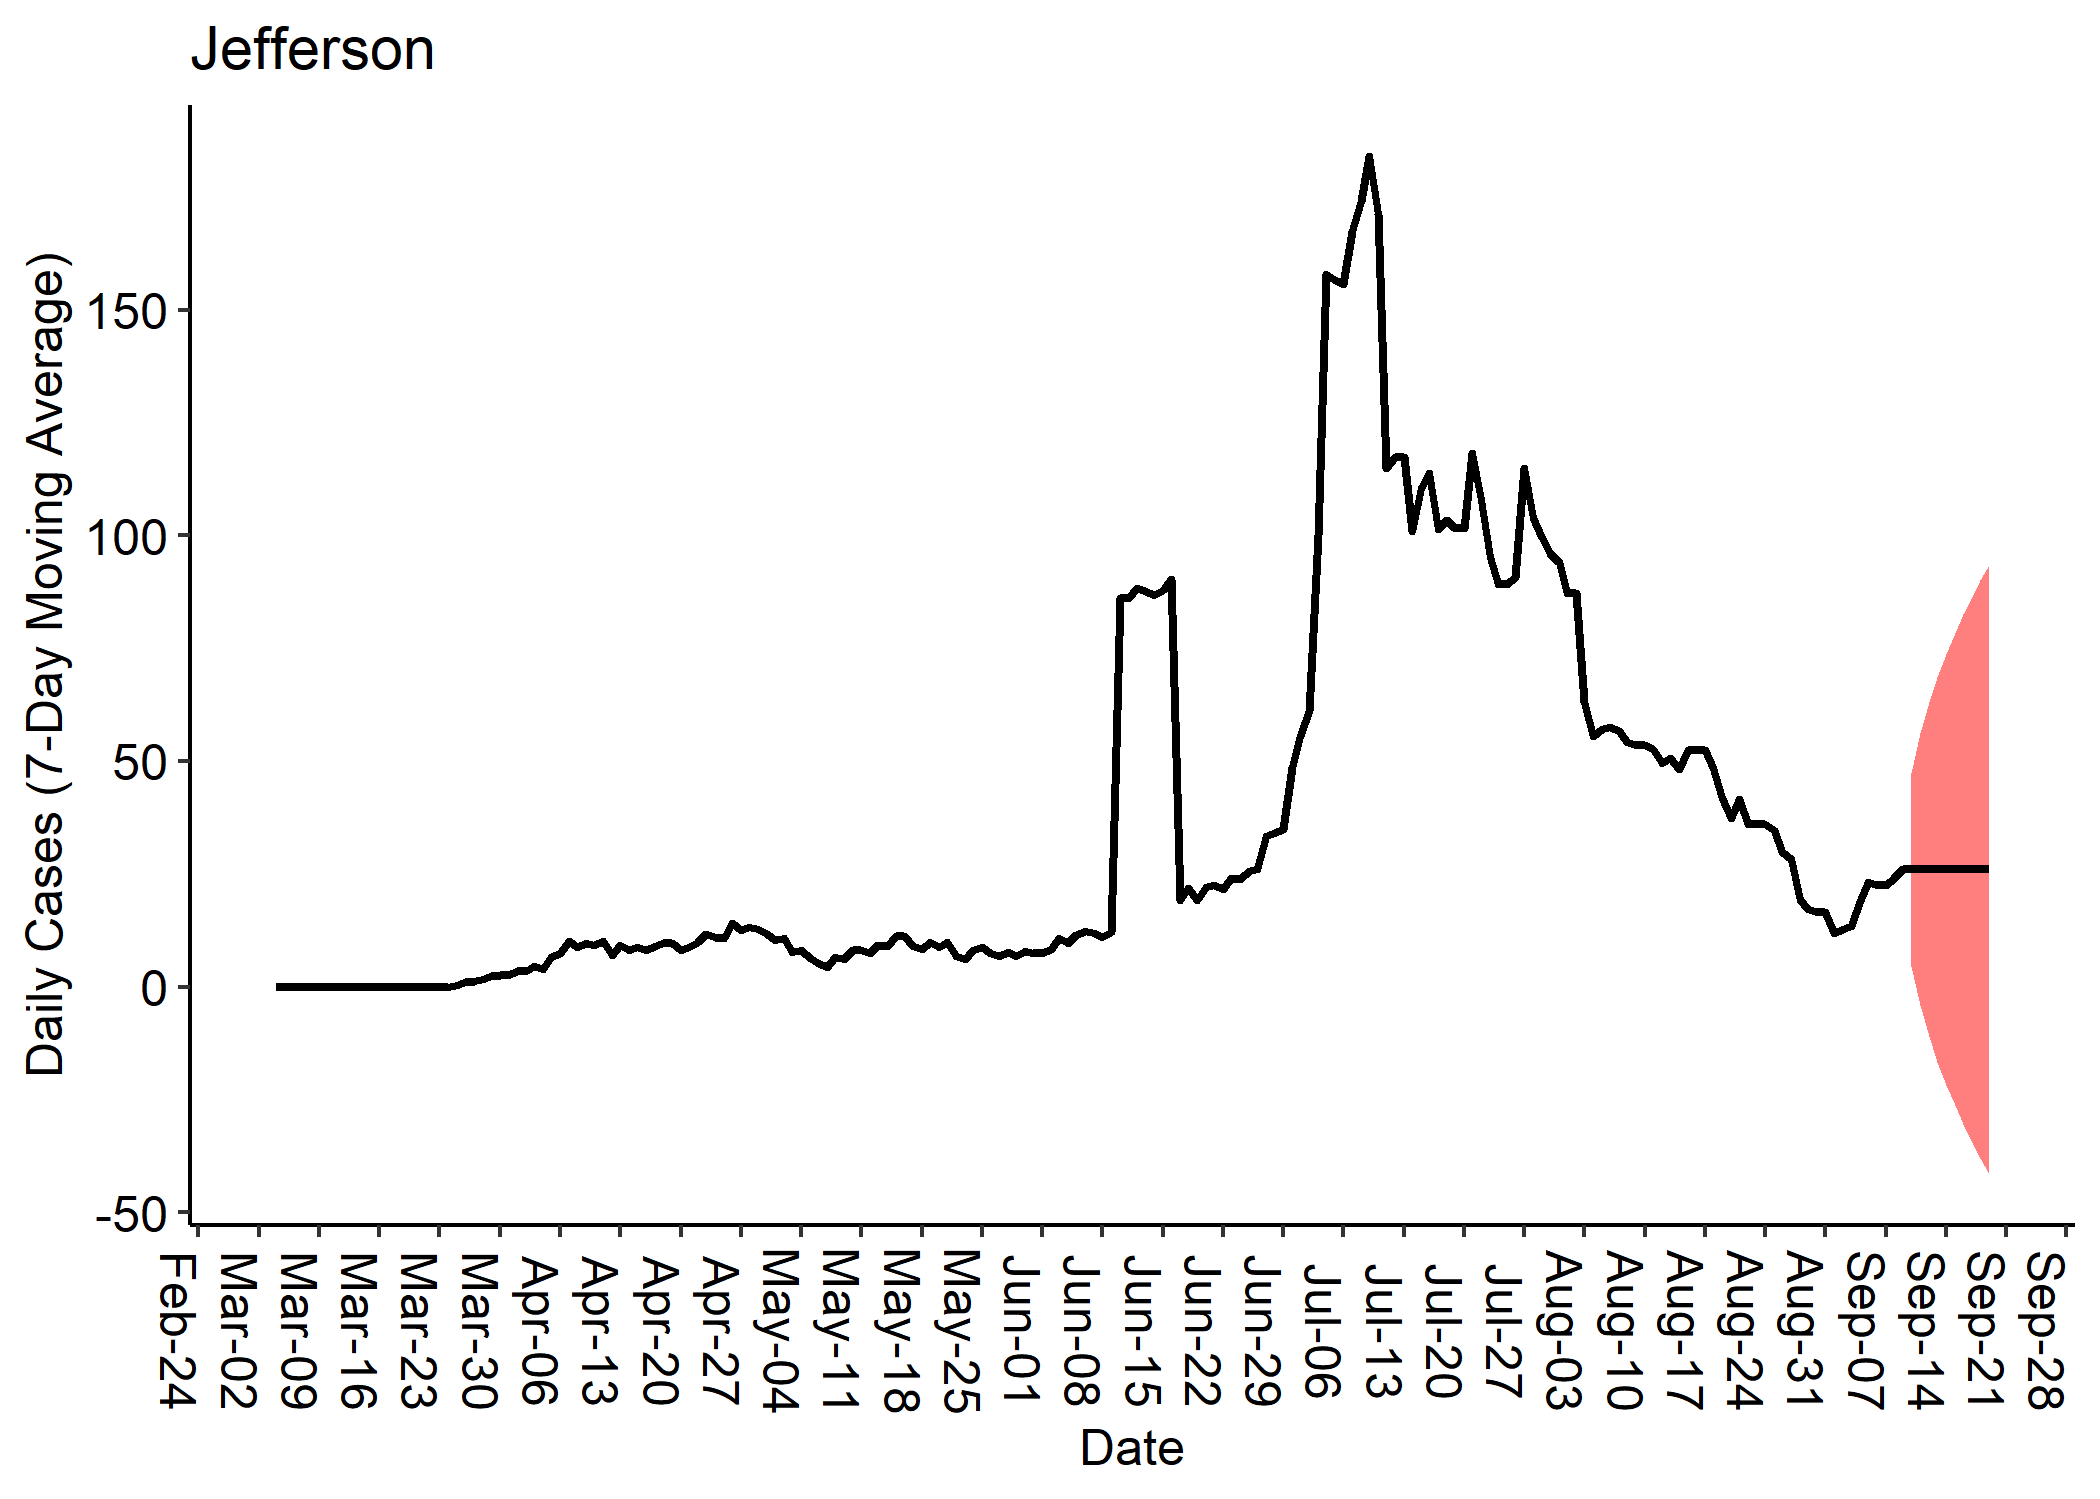 Jefferson
Daily Cases (7-Day Moving Average)
150
100
50
0
-50
Feb-24
Mar-02
Mar-09
Mar-16
Mar-23
Mar-30
Apr-06
Apr-13
Apr-20
Apr-27
May-04
May-11
May-18
May-25
Jun-01
Jun-08
Jun-15
Jun-22
Jun-29
Jul-06
Jul-13
Jul-20
Jul-27
Aug-03
Aug-10
Aug-17
Aug-24
Aug-31
Sep-07
Sep-14
Sep-21
Sep-28
Date